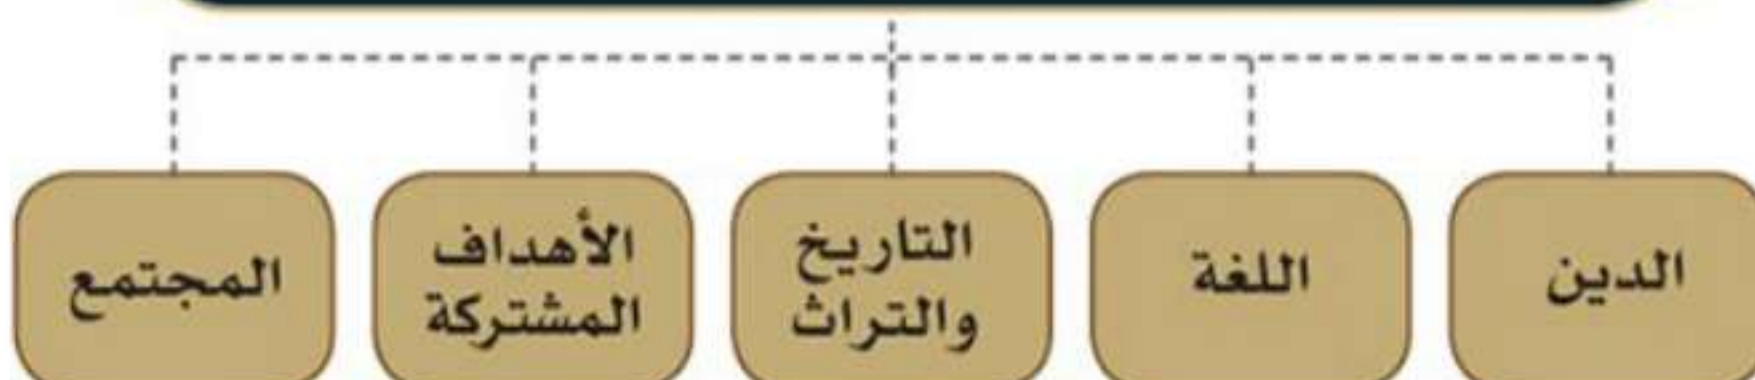 الدين
اللغة
التاريخ
والتراث
الأهداف
المشتركة
المجتمع